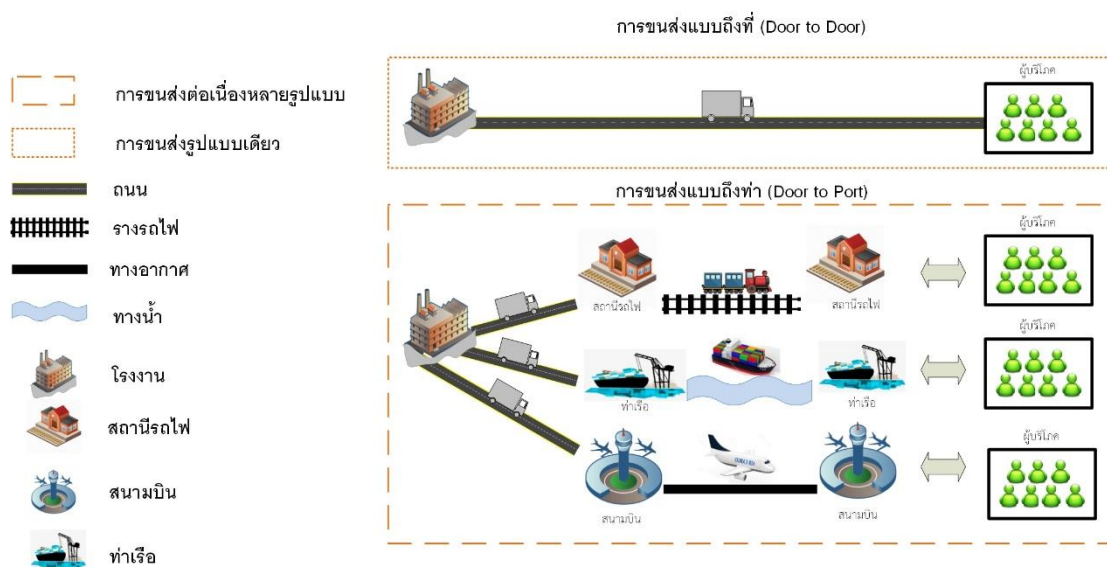 การขนส่งแบบถึงที่ (Door to Door)
ผู้บริโภค
การขนส่งต่อเนื่องหลายรูปแบบ
การขนส่งรูปแบบเดียว
ถนน
รางรถไฟ
ทางอากาศ
ทางน้ำ
โรงงาน
สถานีรถไฟ
สนามบิน
ท่าเรือ
การขนส่งแบบถึงท่า (Door to Port)
สถานีรถไฟ
สถานีรถไฟ
ผู้บริโภค
ท่าเรือ
ท่าเรือ
ผู้บริโภค
สนามบิน
สนามบิน
ผู้บริโภค